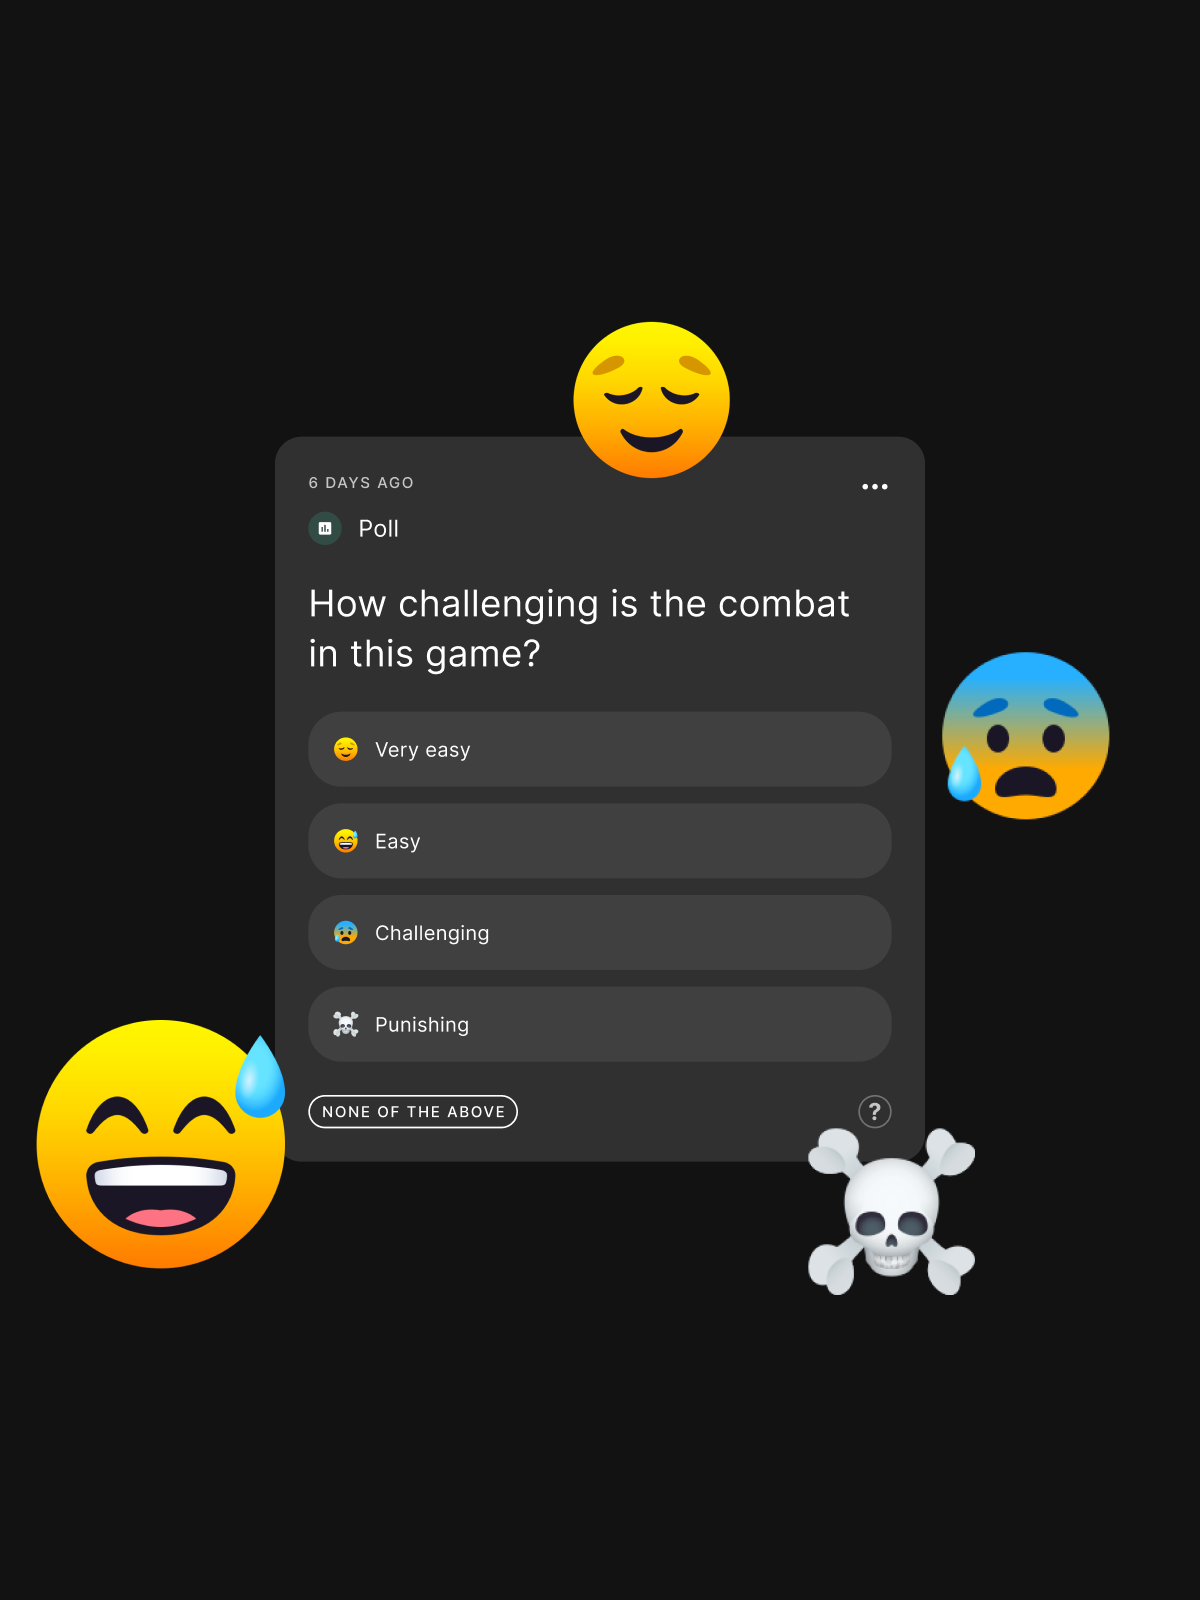 6 DAYS AGO
Poll
How challenging is the combat
in this game?
Very easy
Easy
Challenging
Punishing
NONE OF THE ABOVE
?